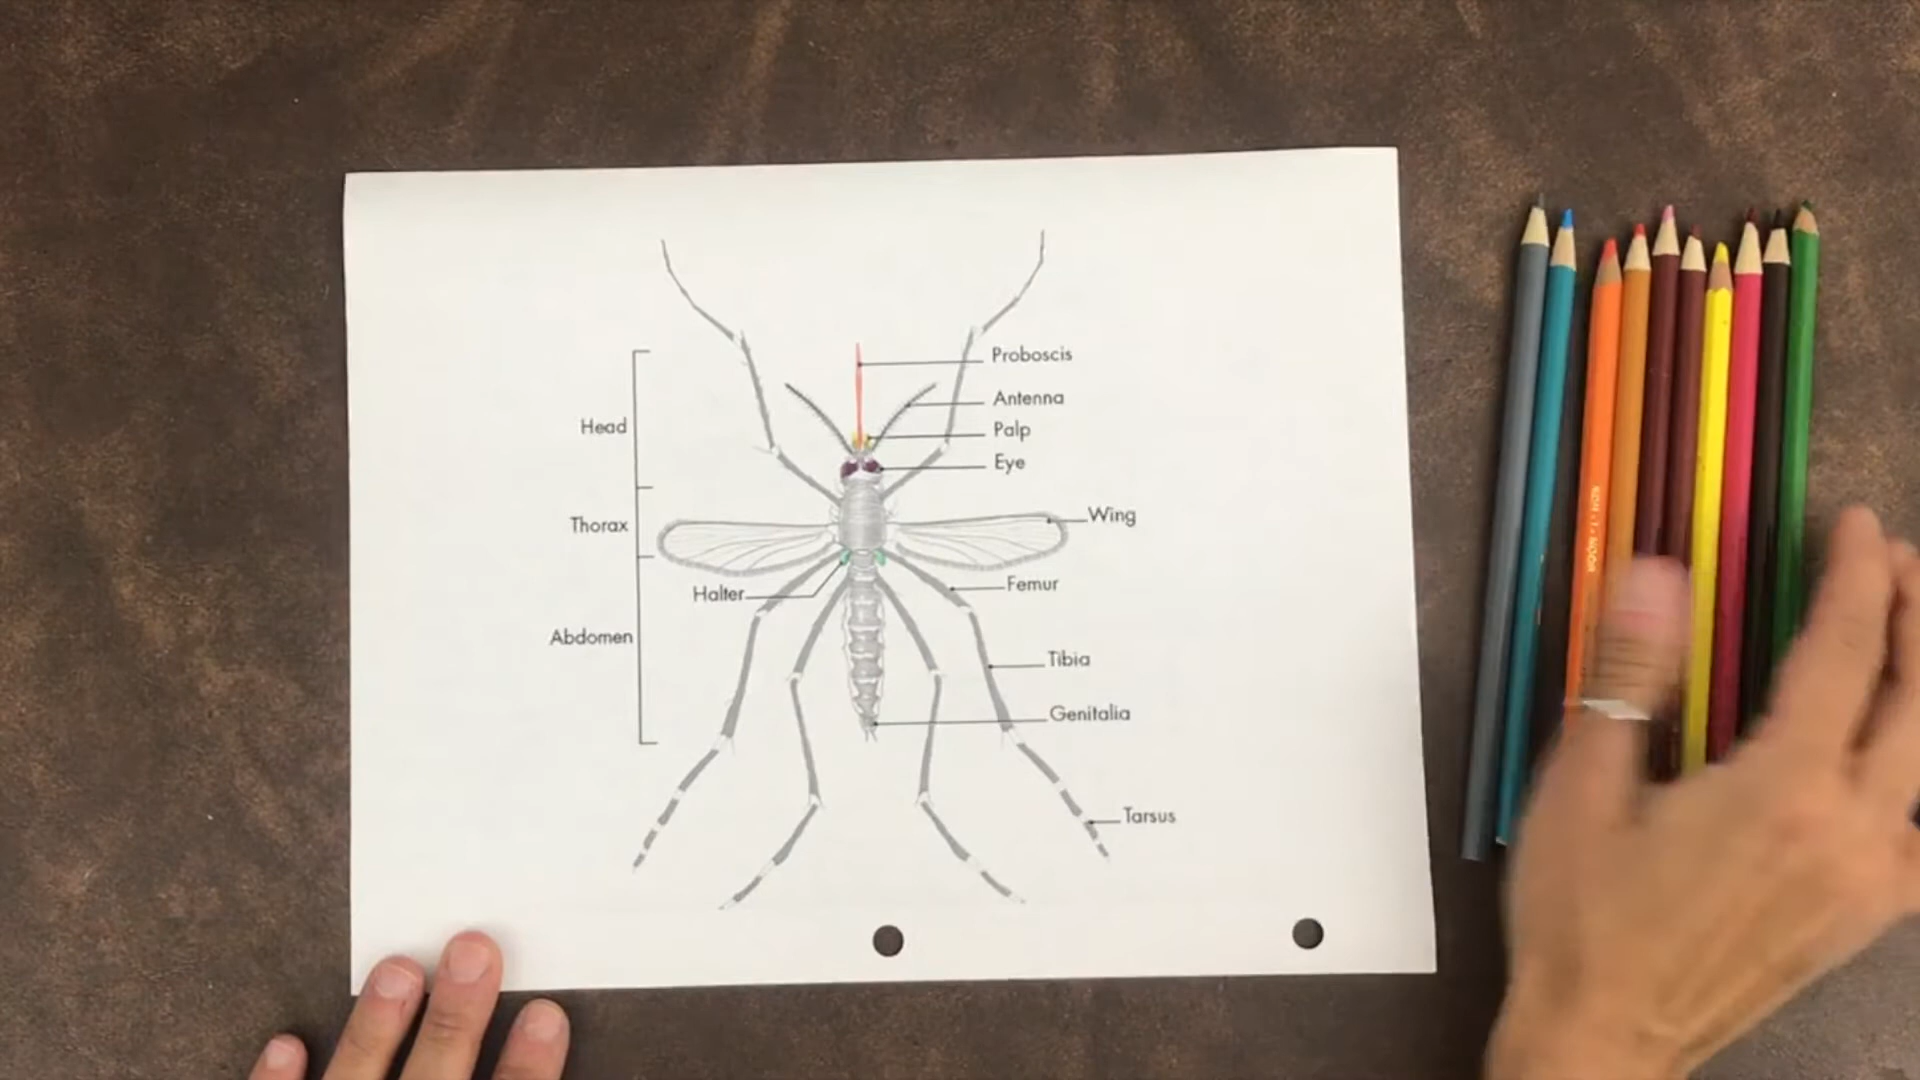 Proboscis
Antenna
Palp
Eye
Head
Thorax
Wing
Halter
Femur
Abdomen
Tibia
Genitalia
Tarsus